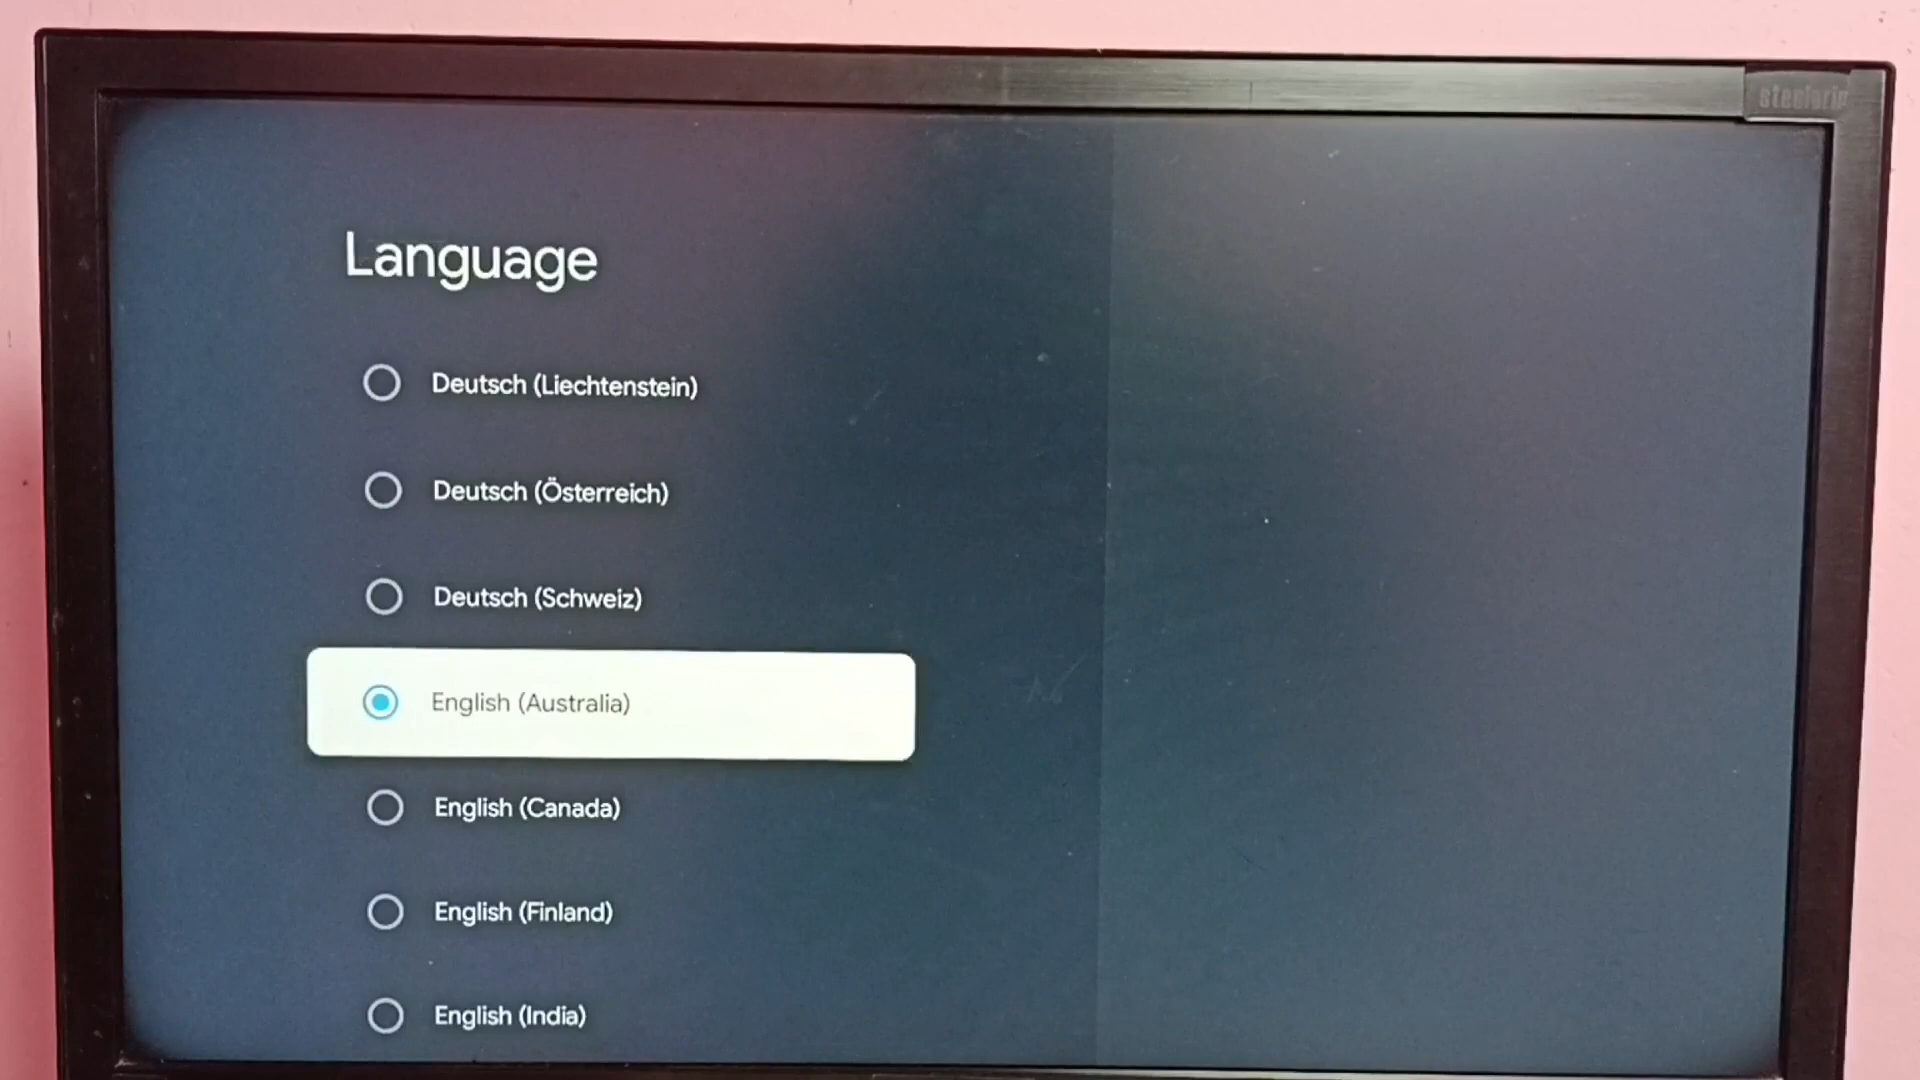 Language
Deutsch (Liechtenstein)
Deutsch (Österreich)
Deutsch (Schweiz)
English (Australia)
English (Canada)
English (Finland)
English (India)